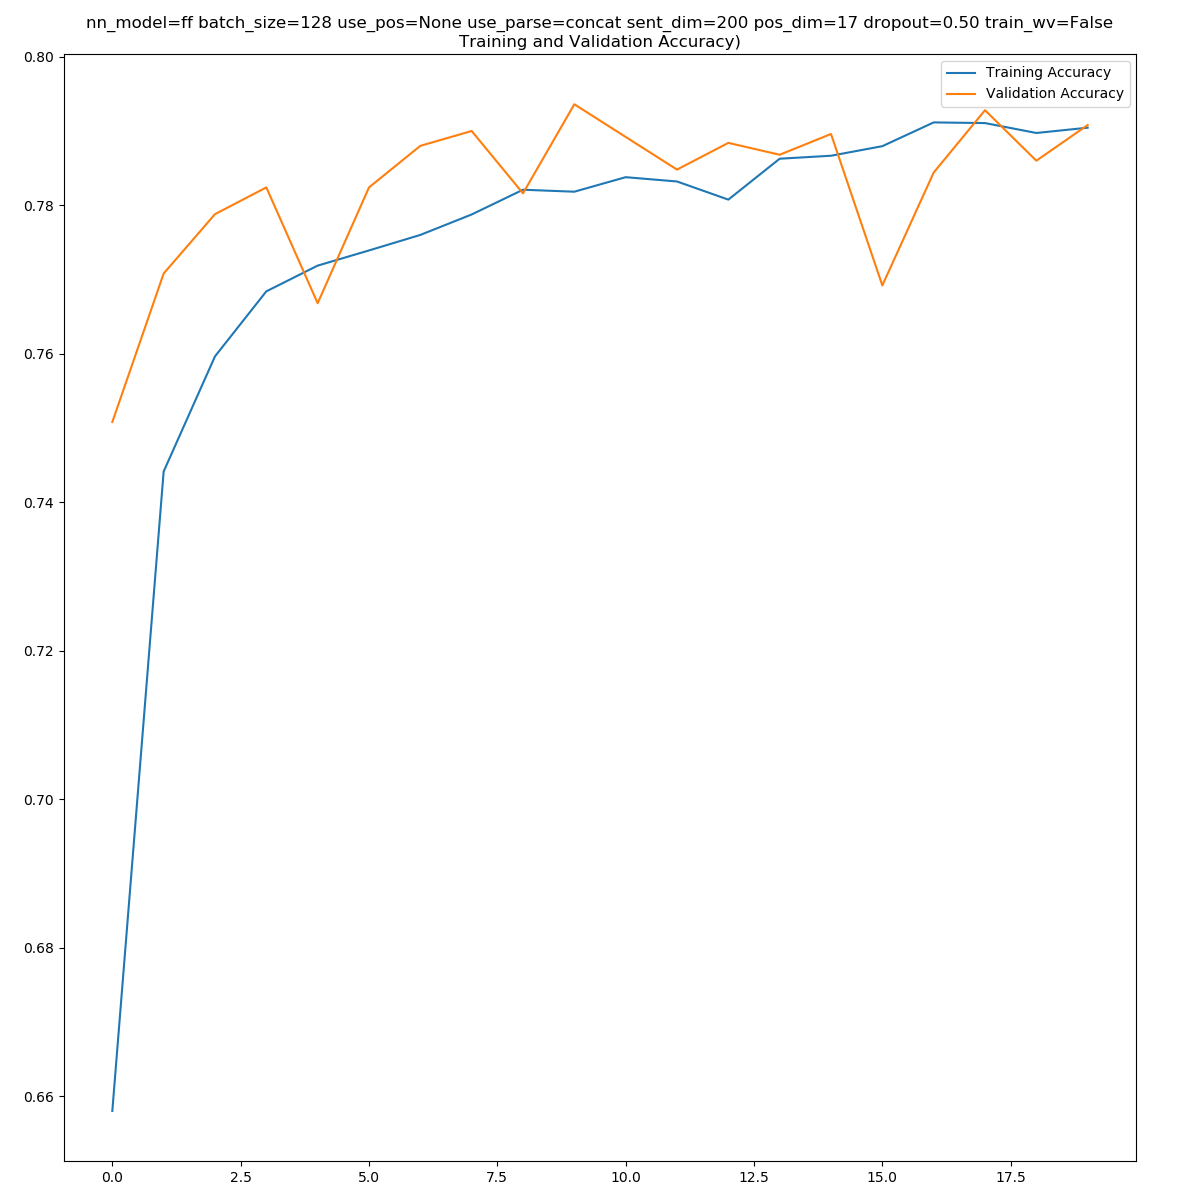 nn_model=ff batch_size=128 use_pos=None use_parse=concat sent_dim=200 pos_dim=17 dropout=0.50 train_wv=False
Training and Validation Accuracy)
Training Accuracy
Validation Accuracy
0.80
0.78
0.76
0.74
0.72
0.70
0.68
0.66
0.0 2.5 5.0 7.5 10.0 12.5 15.0 17.5